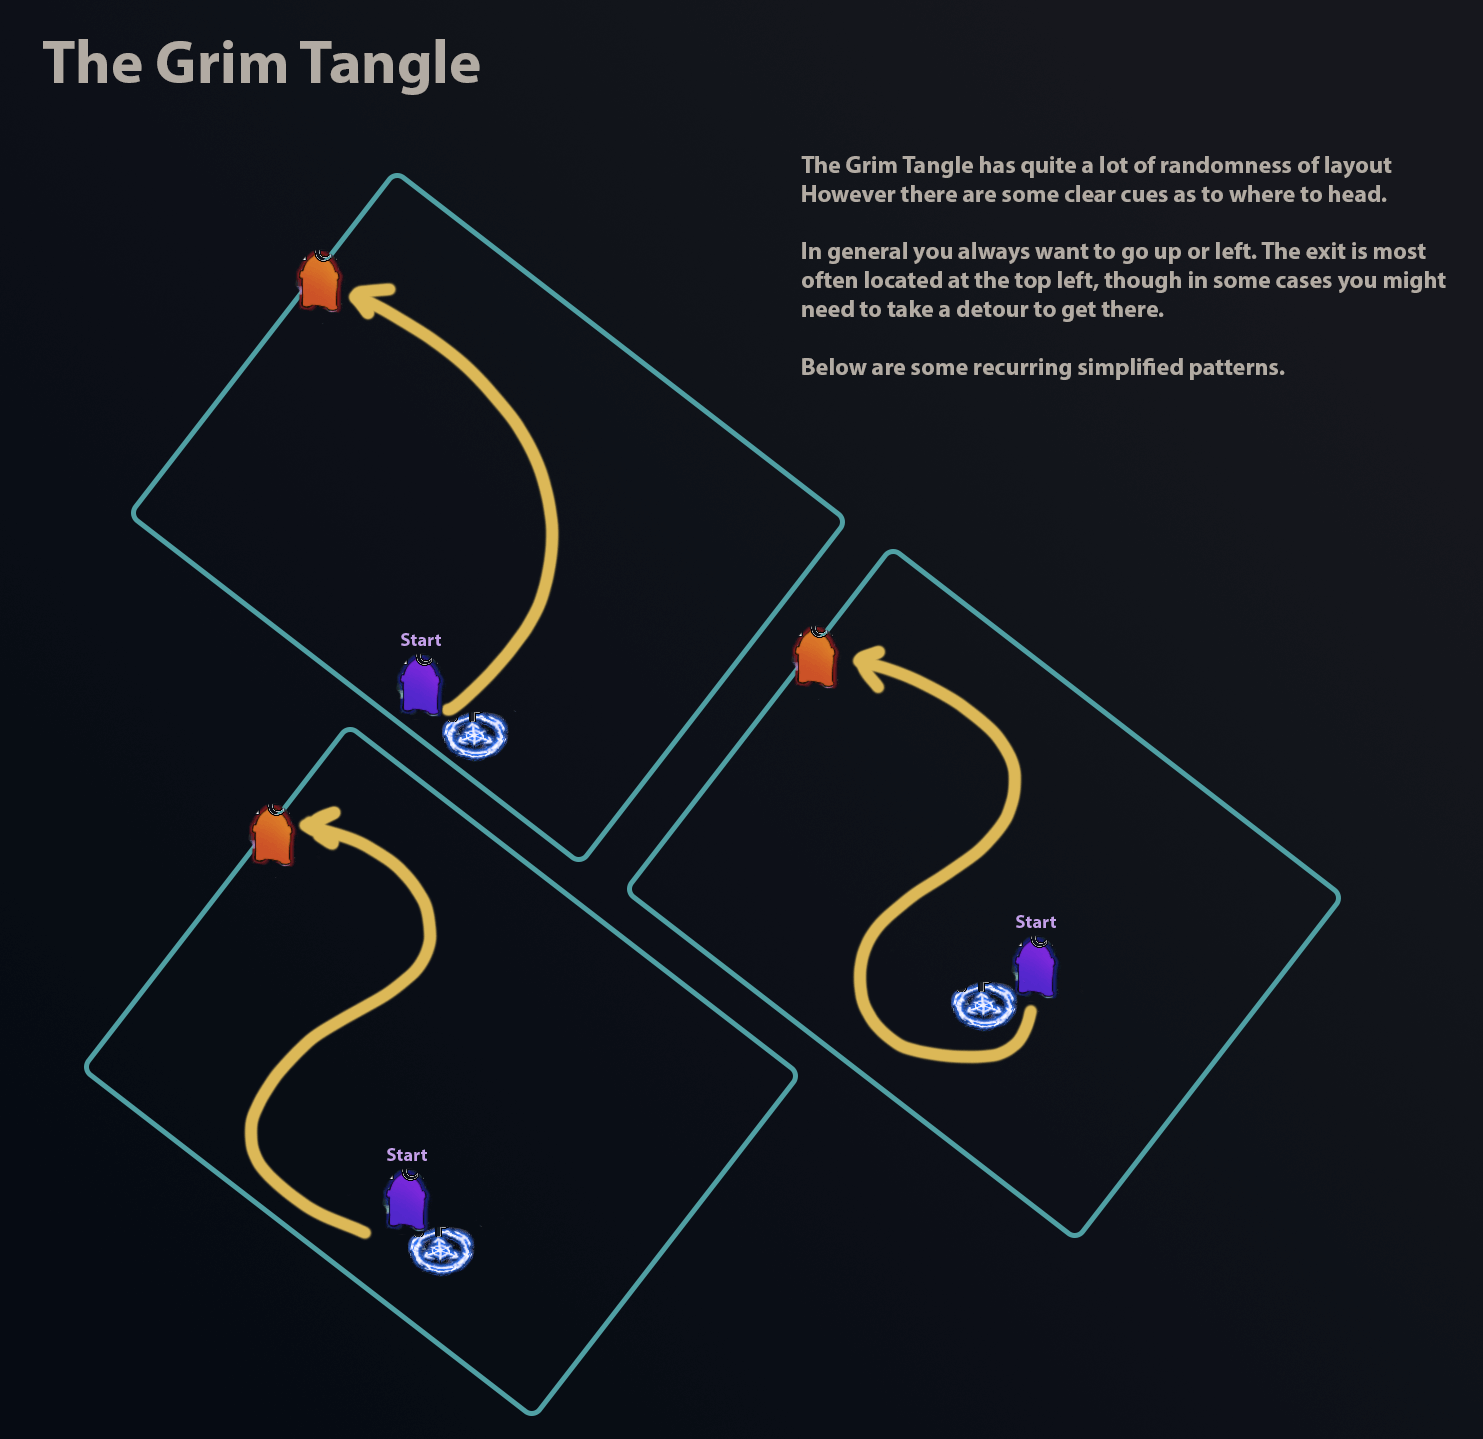 The Grim Tangle
The Grim Tangle has quite a lot of randomness of layout
However there are some clear cues as to where to head.
In general you always want to go up or left. The exit is most
often located at the top left, though in some cases you might
need to take a detour to get there.
Below are some recurring simplified patterns.
Start
Start
Start